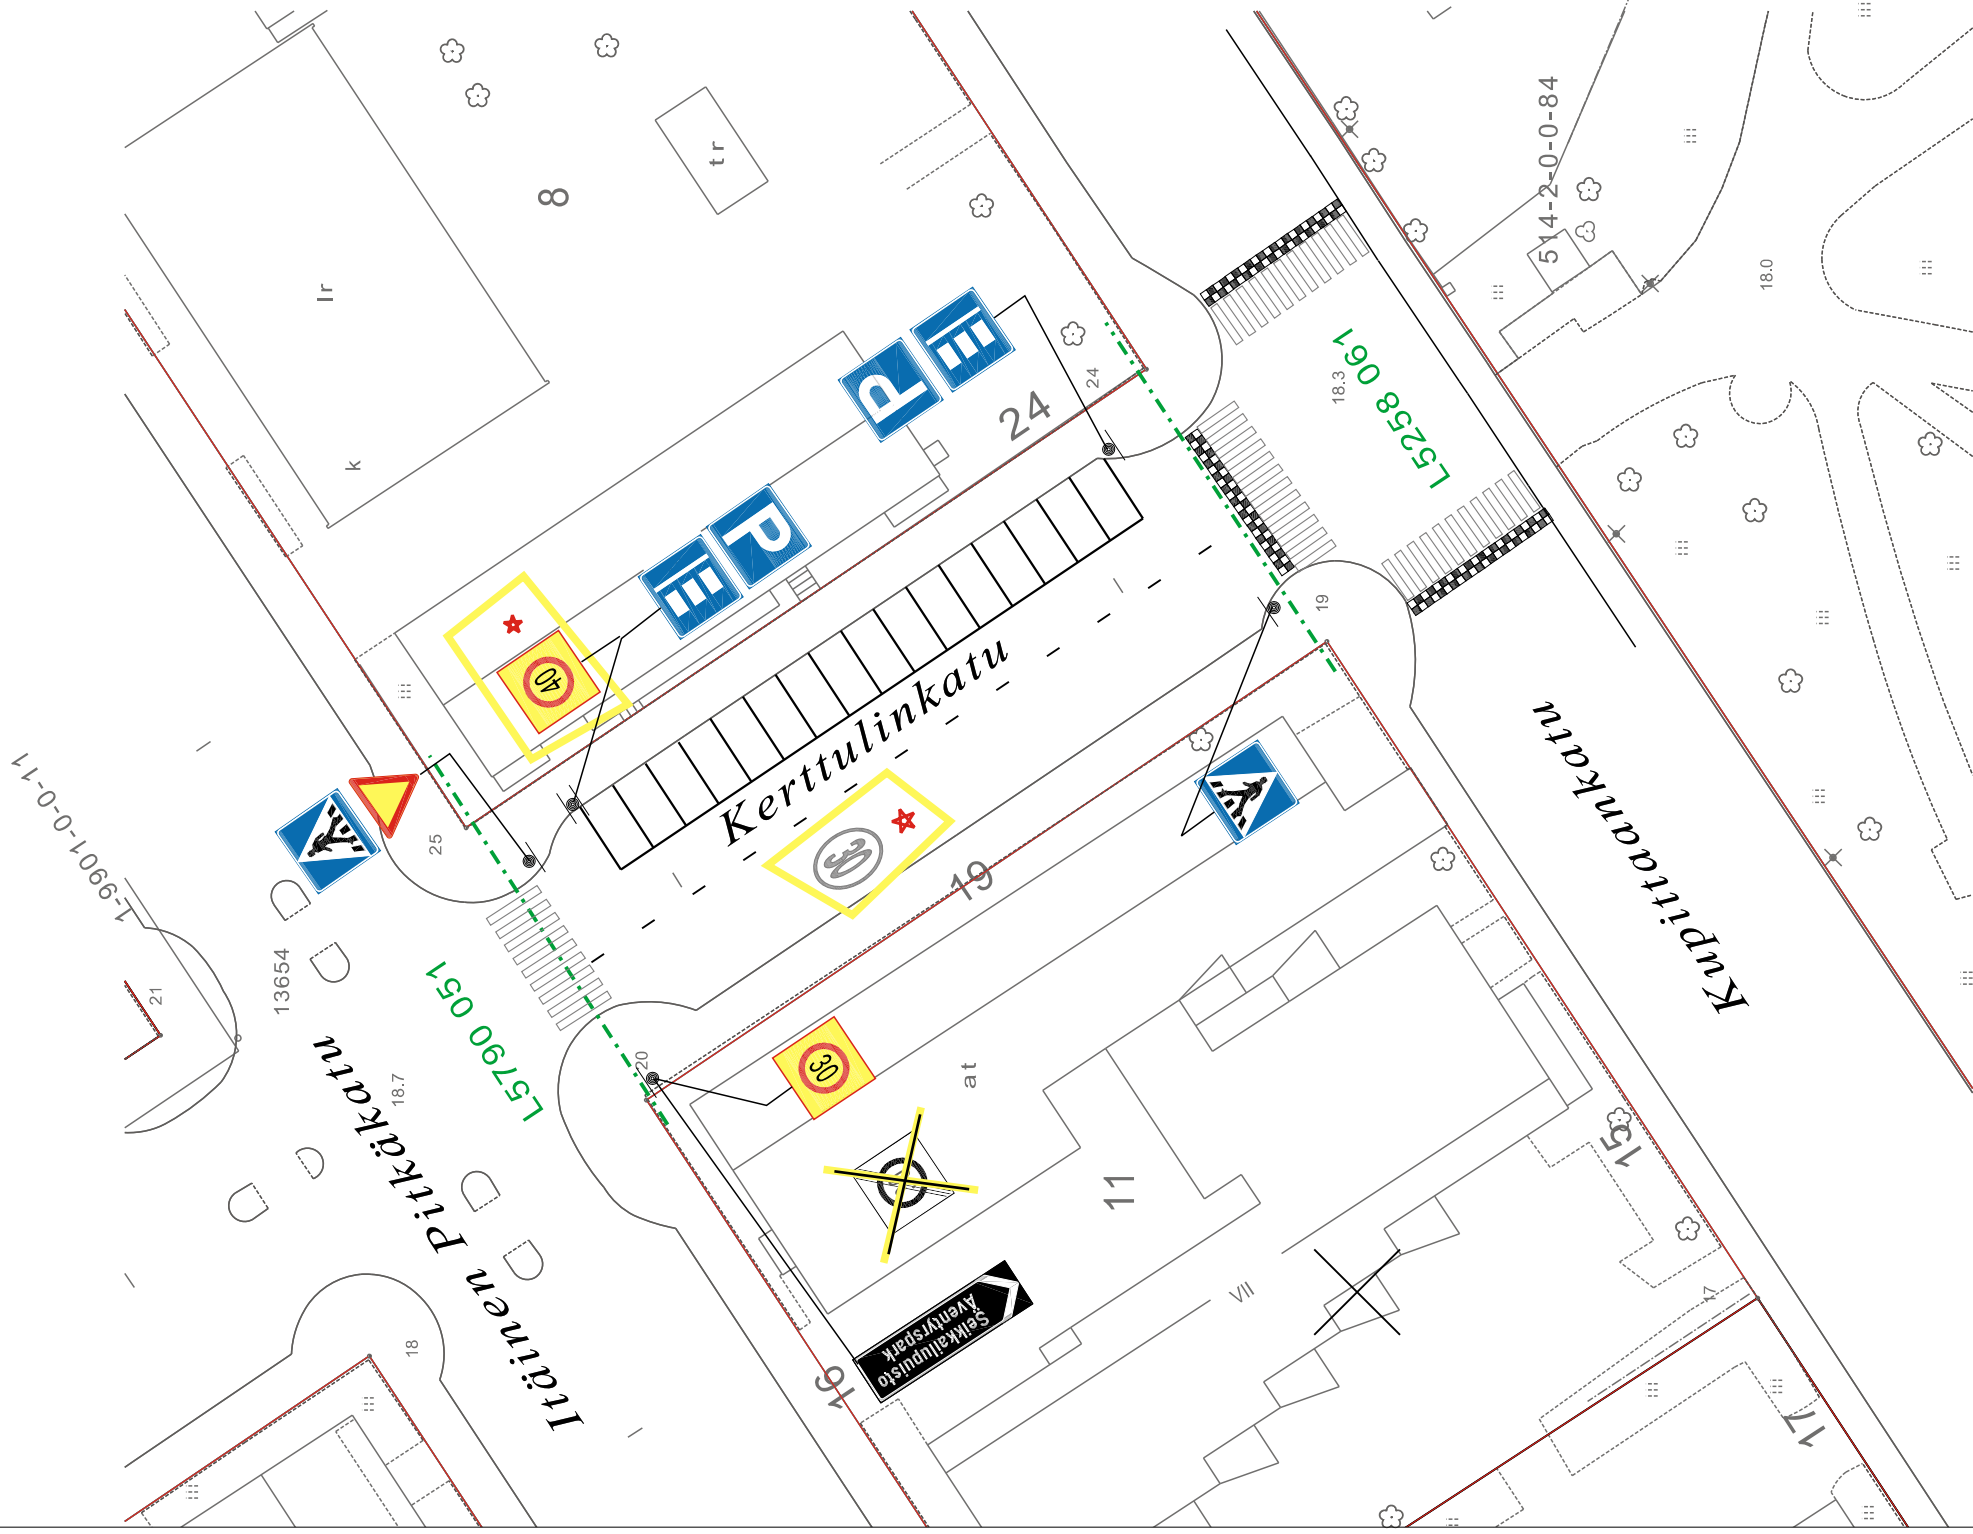 8
tr
lr
k
514-2-0-0-84
18.0
P
24
24
L5258 061
18.3
P
40
19
Kerttulinkatu
30
19
25
1-9901-0-0-11
13654
21
L5790 051
18.7
Itäinen Pitkäkatu
20
30
at
11
Kupittaankatu
15
VII
17
17
16
18
Seikkailupuisto
Äventyrspark